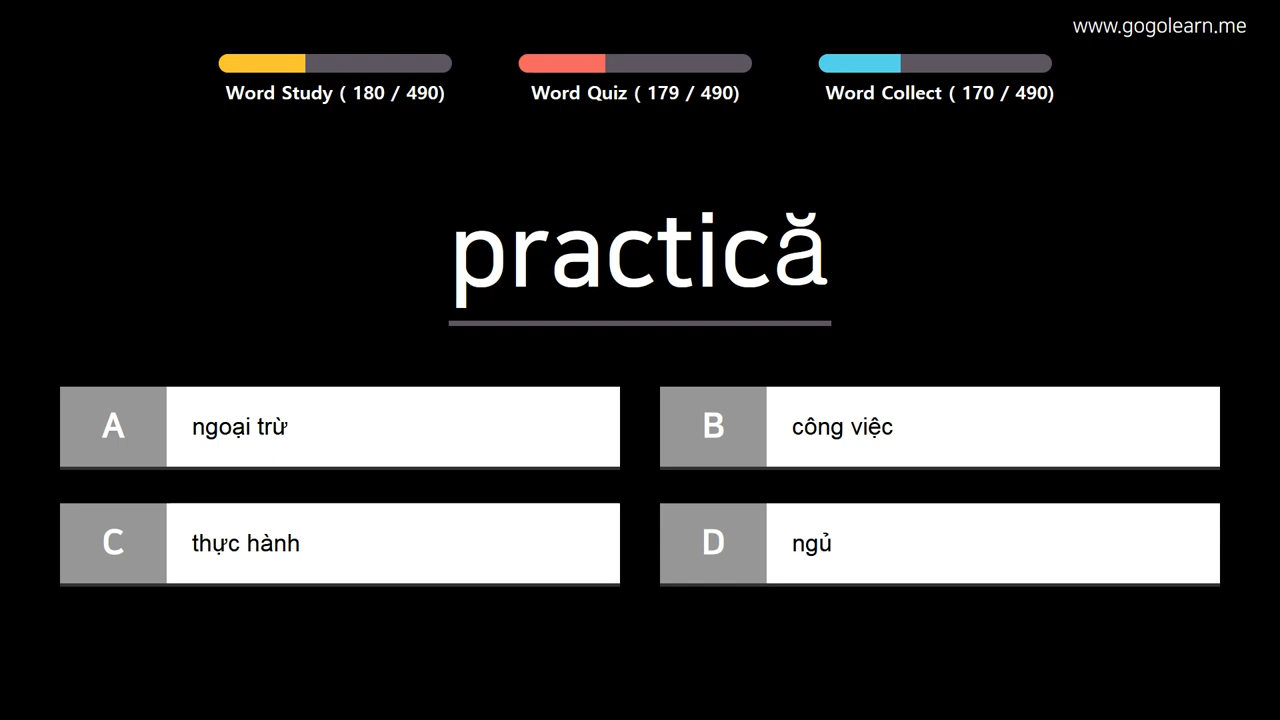 www.gogolearn.me
Word Study ( 180 / 490)
Word Quiz ( 179 / 490)
Word Collect ( 170 / 490)
practică
A
ngoại trừ
B
công việc
C
thực hành
D
ngủ